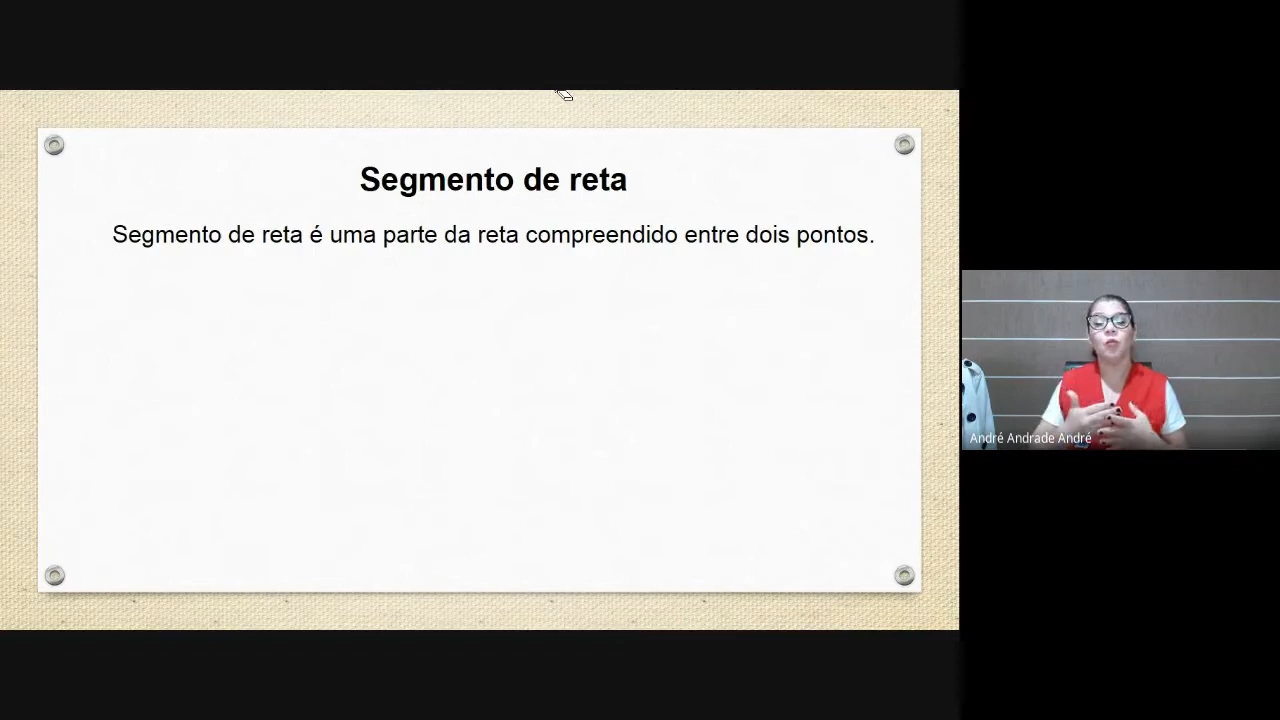 Segmento de reta
Segmento de reta é uma parte da reta compreendido entre dois pontos.
André Andrade André